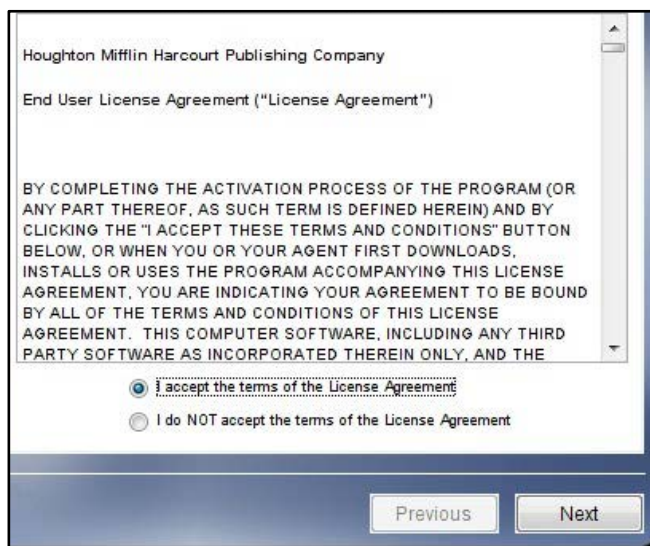 Houghton Mifflin Harcourt Publishing Company
End User License Agreement ("License Agreement")
BY COMPLETING THE ACTIVATION PROCESS OF THE PROGRAM (OR
ANY PART THEREOF, AS SUCH TERM IS DEFINED HEREIN) AND BY
CLICKING THE "I ACCEPT THESE TERMS AND CONDITIONS" BUTTON
BELOW, OR WHEN YOU OR YOUR AGENT FIRST DOWNLOADS,
INSTALLS OR USES THE PROGRAM ACCOMPANYING THIS LICENSE
AGREEMENT, YOU ARE INDICATING YOUR AGREEMENT TO BE BOUND
BY ALL OF THE TERMS AND CONDITIONS OF THIS LICENSE
AGREEMENT.  THIS COMPUTER SOFTWARE, INCLUDING ANY THIRD
PARTY SOFTWARE AS INCORPORATED THEREIN ONLY, AND THE
I accept the terms of the License Agreement
I do NOT accept the terms of the License Agreement
Previous Next